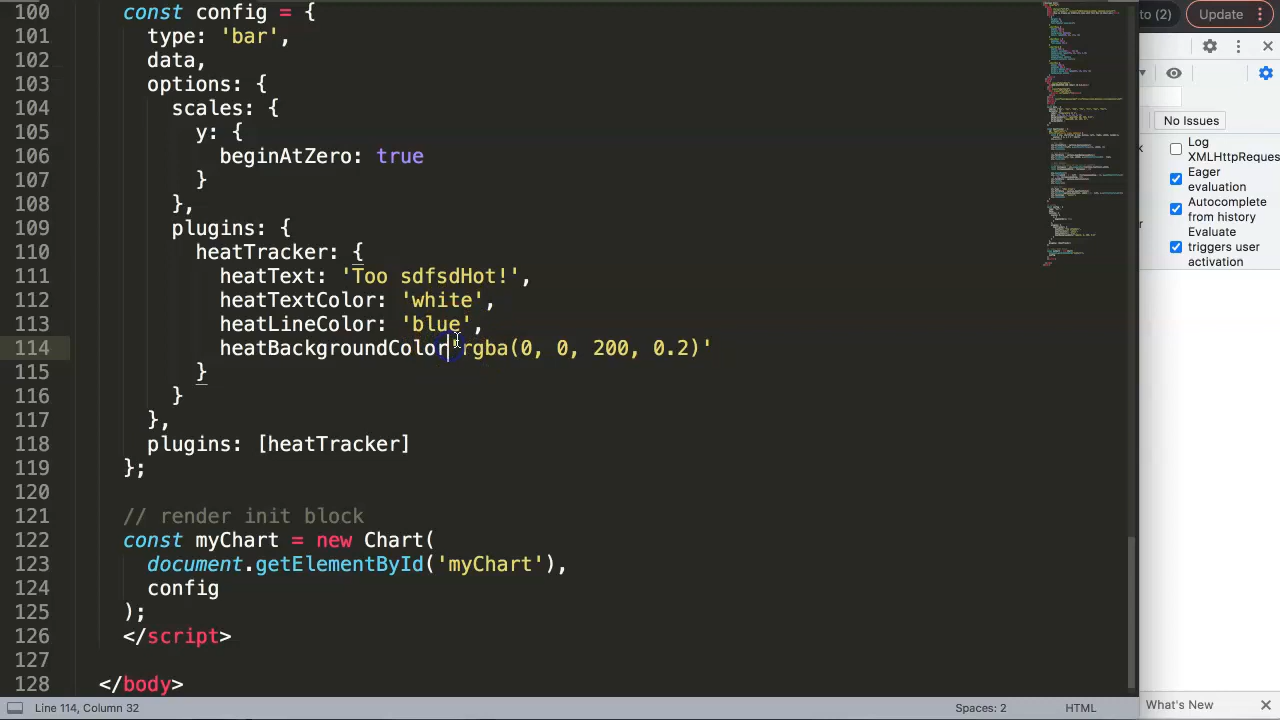 100 const config = {
101 type: 'bar',
102 data,
103 options: {
104 scales: {
105 y: {
106 beginAtZero: true
107 }
108 },
109 plugins: {
110 heatTracker: {
111 heatText: 'Too sdfsdHot!',
112 heatTextColor: 'white',
113 heatLineColor: 'blue',
114 heatBackgroundColor'rgba(0, 0, 200, 0.2)'
115 }
116 }
117 },
118 plugins: [heatTracker]
119 };
120
121 // render init block
122 const myChart = new Chart(
123 document.getElementById('myChart'),
124 config
125 );
126 </script>
127
128 </body>
Line 114, Column 32
Spaces: 2
HTML
to (2)
Update
No Issues
Log
XMLHttpReques
Eager
evaluation
Autocomplete
from history
Evaluate
triggers user
activation
What's New